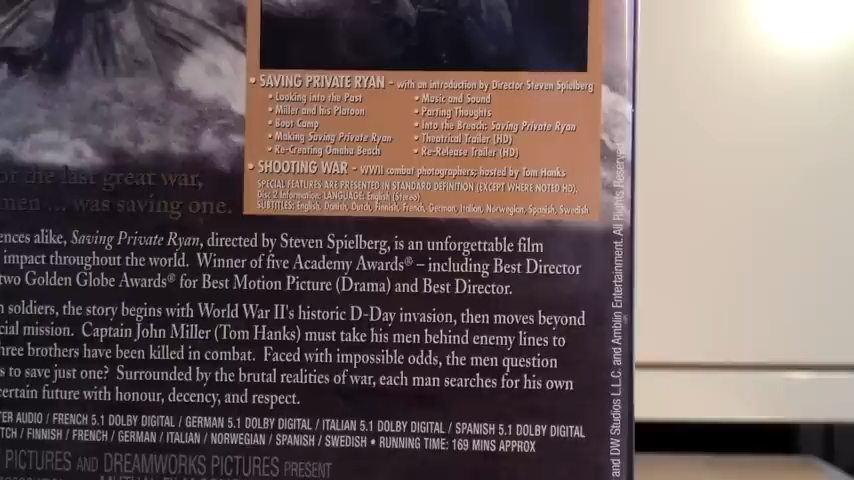 • SAVING PRIVATE RYAN – with an introduction by Director Steven Spielberg
• Looking into the Past
• Miller and his Platoon
• Boot Camp
• Making Saving Private Ryan
• Re-Creating Omaha Beach
• Music and Sound
• Parting Thoughts
• Into the Breach: Saving Private Ryan
• Theatrical Trailer (HD)
• Re-Release Trailer (HD)
• SHOOTING WAR – WWII combat photographers; hosted by Tom Hanks
SPECIAL FEATURES ARE PRESENTED IN STANDARD DEFINITION (EXCEPT WHERE NOTED HD).
Disc 2 Information: LANGUAGE: English (Stereo)
SUBTITLES: English, Danish, Dutch, Finnish, French, German, Italian, Norwegian, Spanish, Swedish
of the last great war,
men ... was saving one.
ences alike, Saving Private Ryan, directed by Steven Spielberg, is an unforgettable film
impact throughout the world. Winner of five Academy Awards® – including Best Director
two Golden Globe Awards® for Best Motion Picture (Drama) and Best Director.
soldiers, the story begins with World War II's historic D-Day invasion, then moves beyond
cial mission. Captain John Miller (Tom Hanks) must take his men behind enemy lines to
hree brothers have been killed in combat. Faced with impossible odds, the men question
s to save just one? Surrounded by the brutal realities of war, each man searches for his own
ertain future with honour, decency, and respect.
TER AUDIO / FRENCH 5.1 DOLBY DIGITAL / GERMAN 5.1 DOLBY DIGITAL / ITALIAN 5.1 DOLBY DIGITAL / SPANISH 5.1 DOLBY DIGITAL
TCH / FINNISH / FRENCH / GERMAN / ITALIAN / NORWEGIAN / SPANISH / SWEDISH • RUNNING TIME: 169 MINS APPROX
PICTURES AND DREAMWORKS PICTURES PRESENT
and DW Studios L.L.C. and Amblin Entertainment. All Rights Reserved